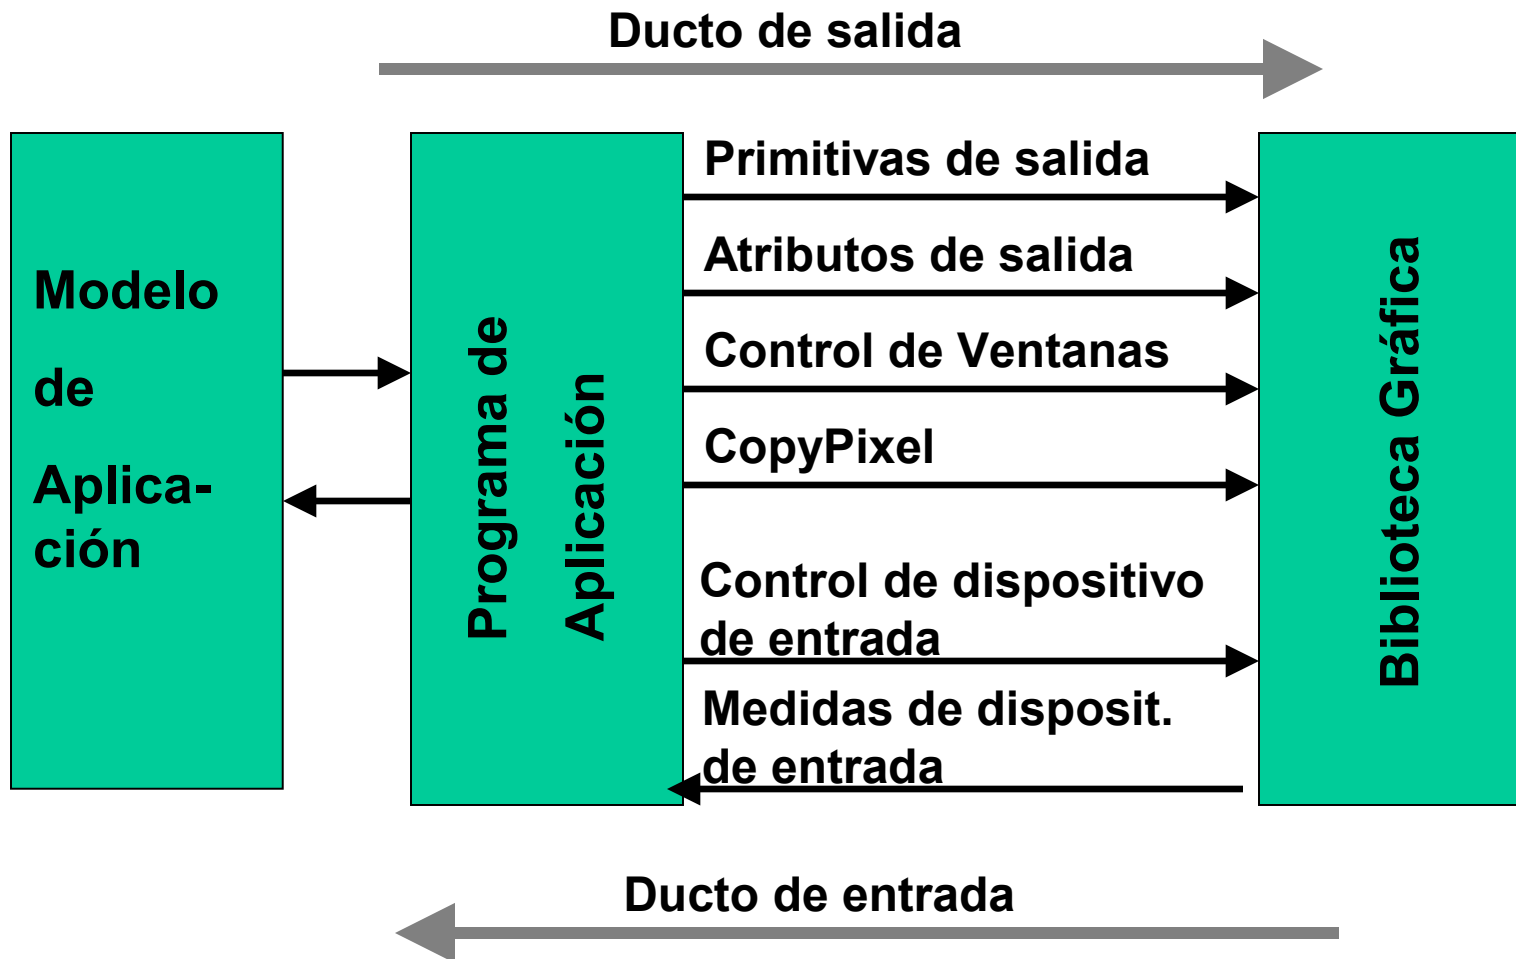 Ducto de salida
Modelo
de
Aplica-
ción
Programa de
Aplicación
Primitivas de salida
Atributos de salida
Control de Ventanas
CopyPixel
Control de dispositivo
de entrada
Medidas de disposit.
de entrada
Biblioteca Gráfica
Ducto de entrada